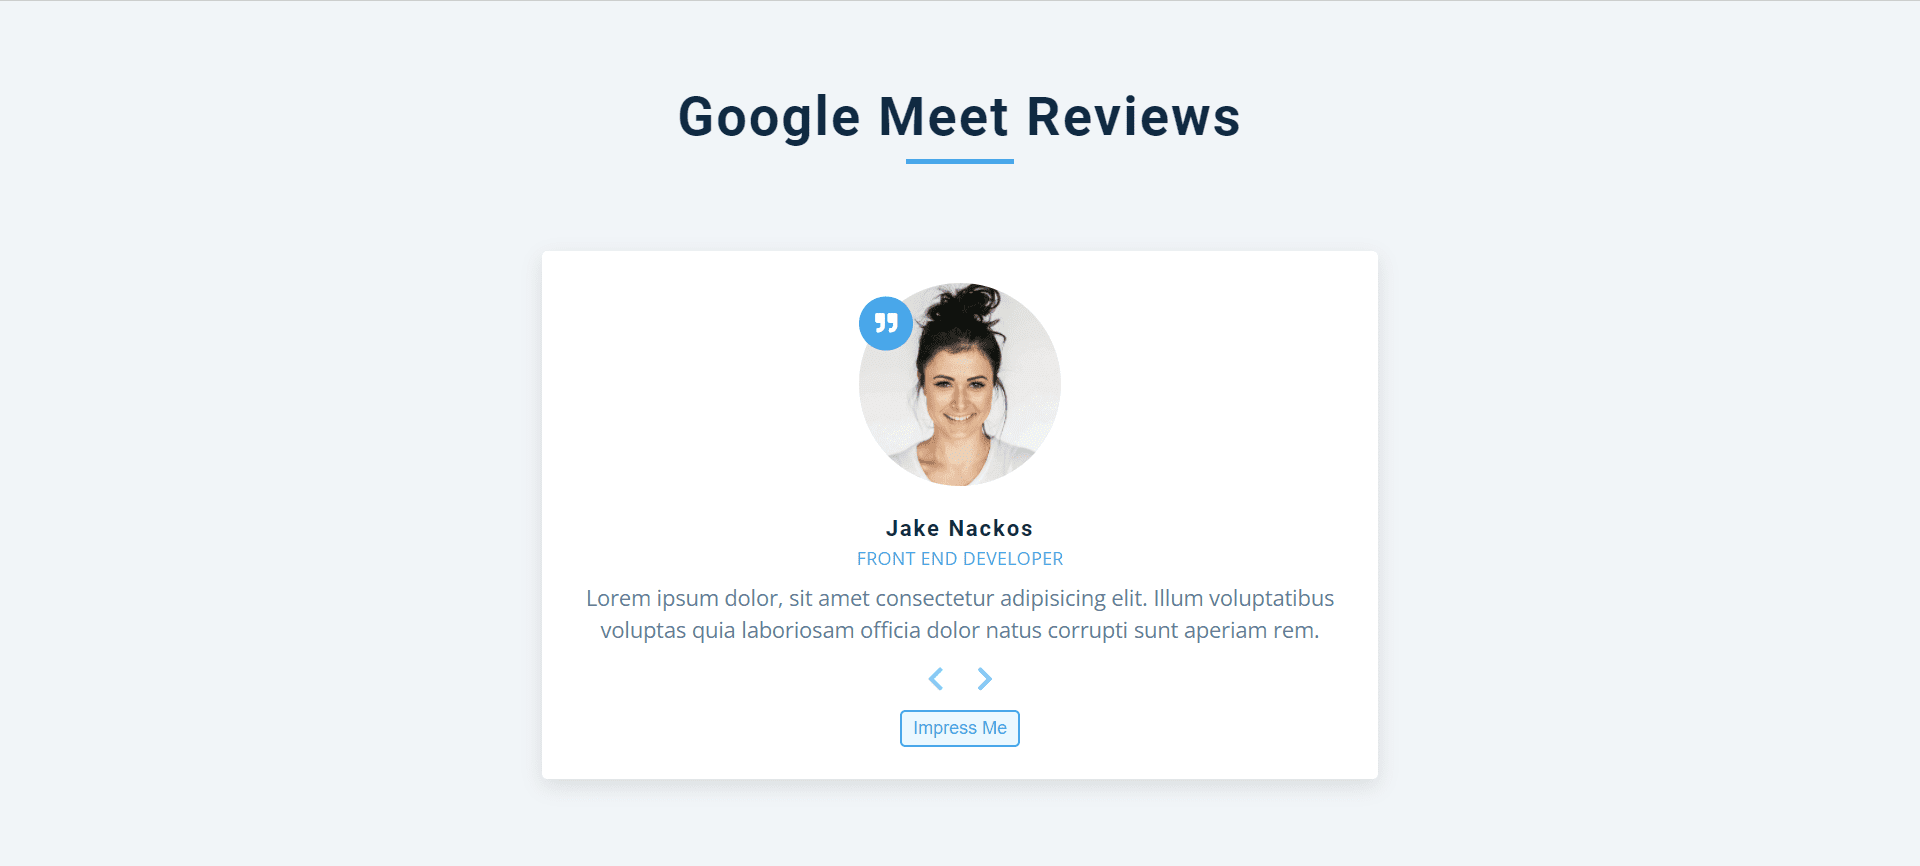 Google Meet Reviews
Jake Nackos
FRONT END DEVELOPER
Lorem ipsum dolor, sit amet consectetur adipisicing elit. Illum voluptatibus
voluptas quia laboriosam officia dolor natus corrupti sunt aperiam rem.
Impress Me